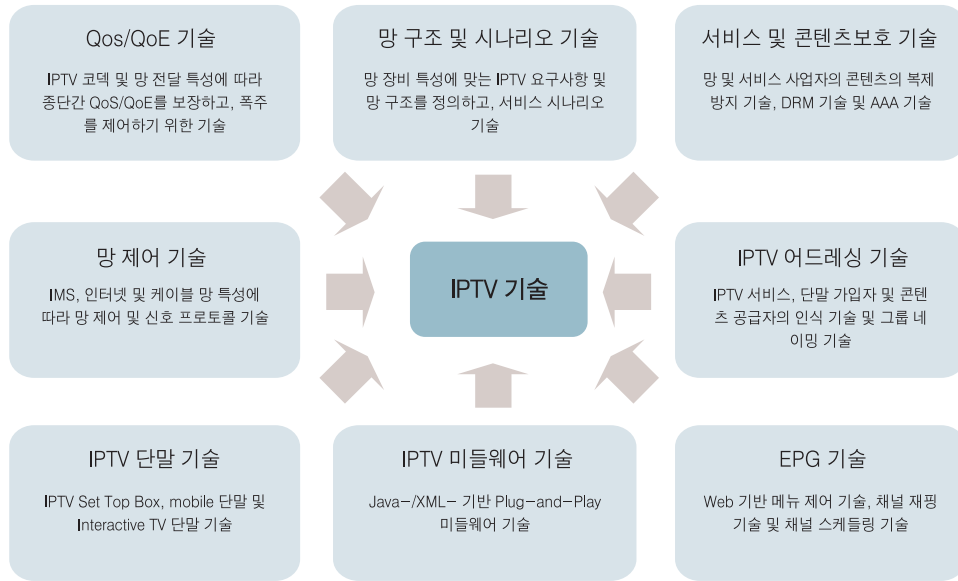 Qos/QoE 기술
IPTV 코덱 및 망 전달 특성에 따라
종단간 QoS/QoE를 보장하고, 폭주
를 제어하기 위한 기술
망 구조 및 시나리오 기술
망 장비 특성에 맞는 IPTV 요구사항 및
망 구조를 정의하고, 서비스 시나리오
기술
서비스 및 콘텐츠보호 기술
망 및 서비스 사업자의 콘텐츠의 복제
방지 기술, DRM 기술 및 AAA 기술
망 제어 기술
IMS, 인터넷 및 케이블 망 특성에
따라 망 제어 및 신호 프로토콜 기술
IPTV 기술
IPTV 어드레싱 기술
IPTV 서비스, 단말 가입자 및 콘텐
츠 공급자의 인식 기술 및 그룹 네
이밍 기술
IPTV 단말 기술
IPTV Set Top Box, mobile 단말 및
Interactive TV 단말 기술
IPTV 미들웨어 기술
Java-/XML- 기반 Plug-and-Play
미들웨어 기술
EPG 기술
Web 기반 메뉴 제어 기술, 채널 재핑
기술 및 채널 스케들링 기술